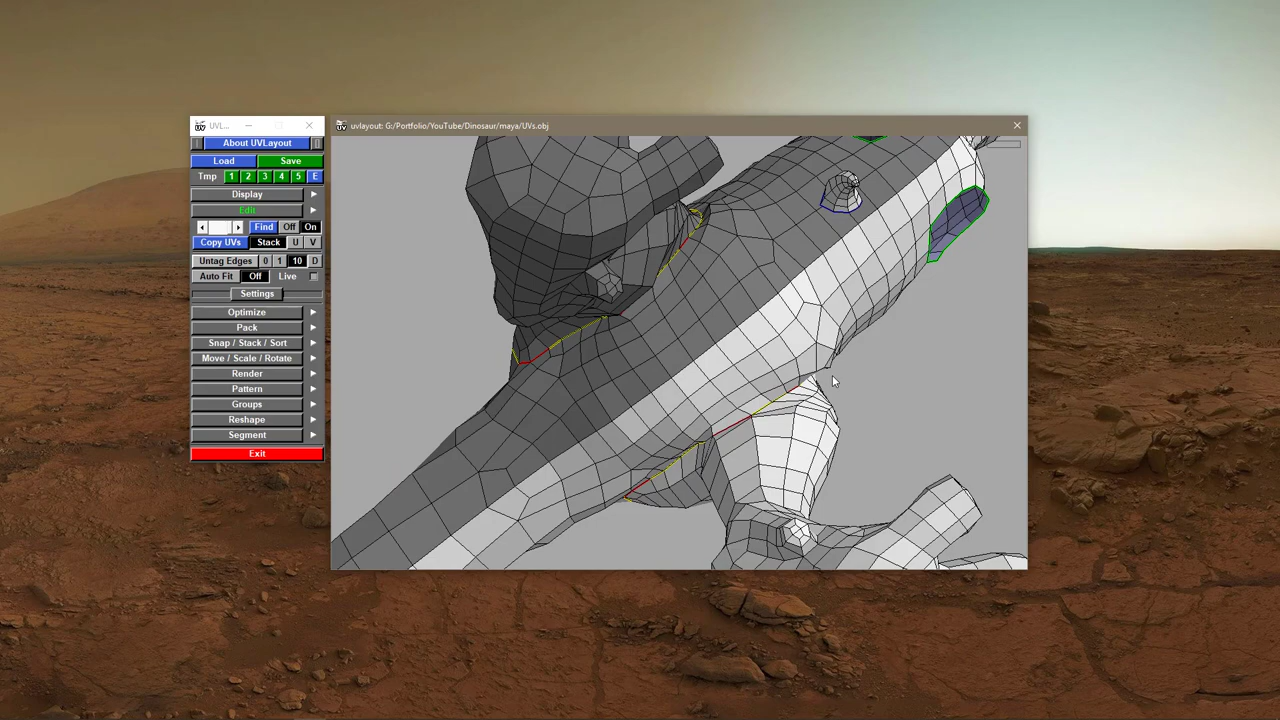 UVL...
uvlayout: G:/Portfolio/YouTube/Dinosaur/maya/UVs.obj
About UVLayout
Load Save
Tmp 1 2 3 4 5 E
Display
Edit
Find Off On
Copy UVs Stack U V
Untag Edges 0 1 10 D
Auto Fit Off Live
Settings
Optimize
Pack
Snap / Stack / Sort
Move / Scale / Rotate
Render
Pattern
Groups
Reshape
Segment
Exit